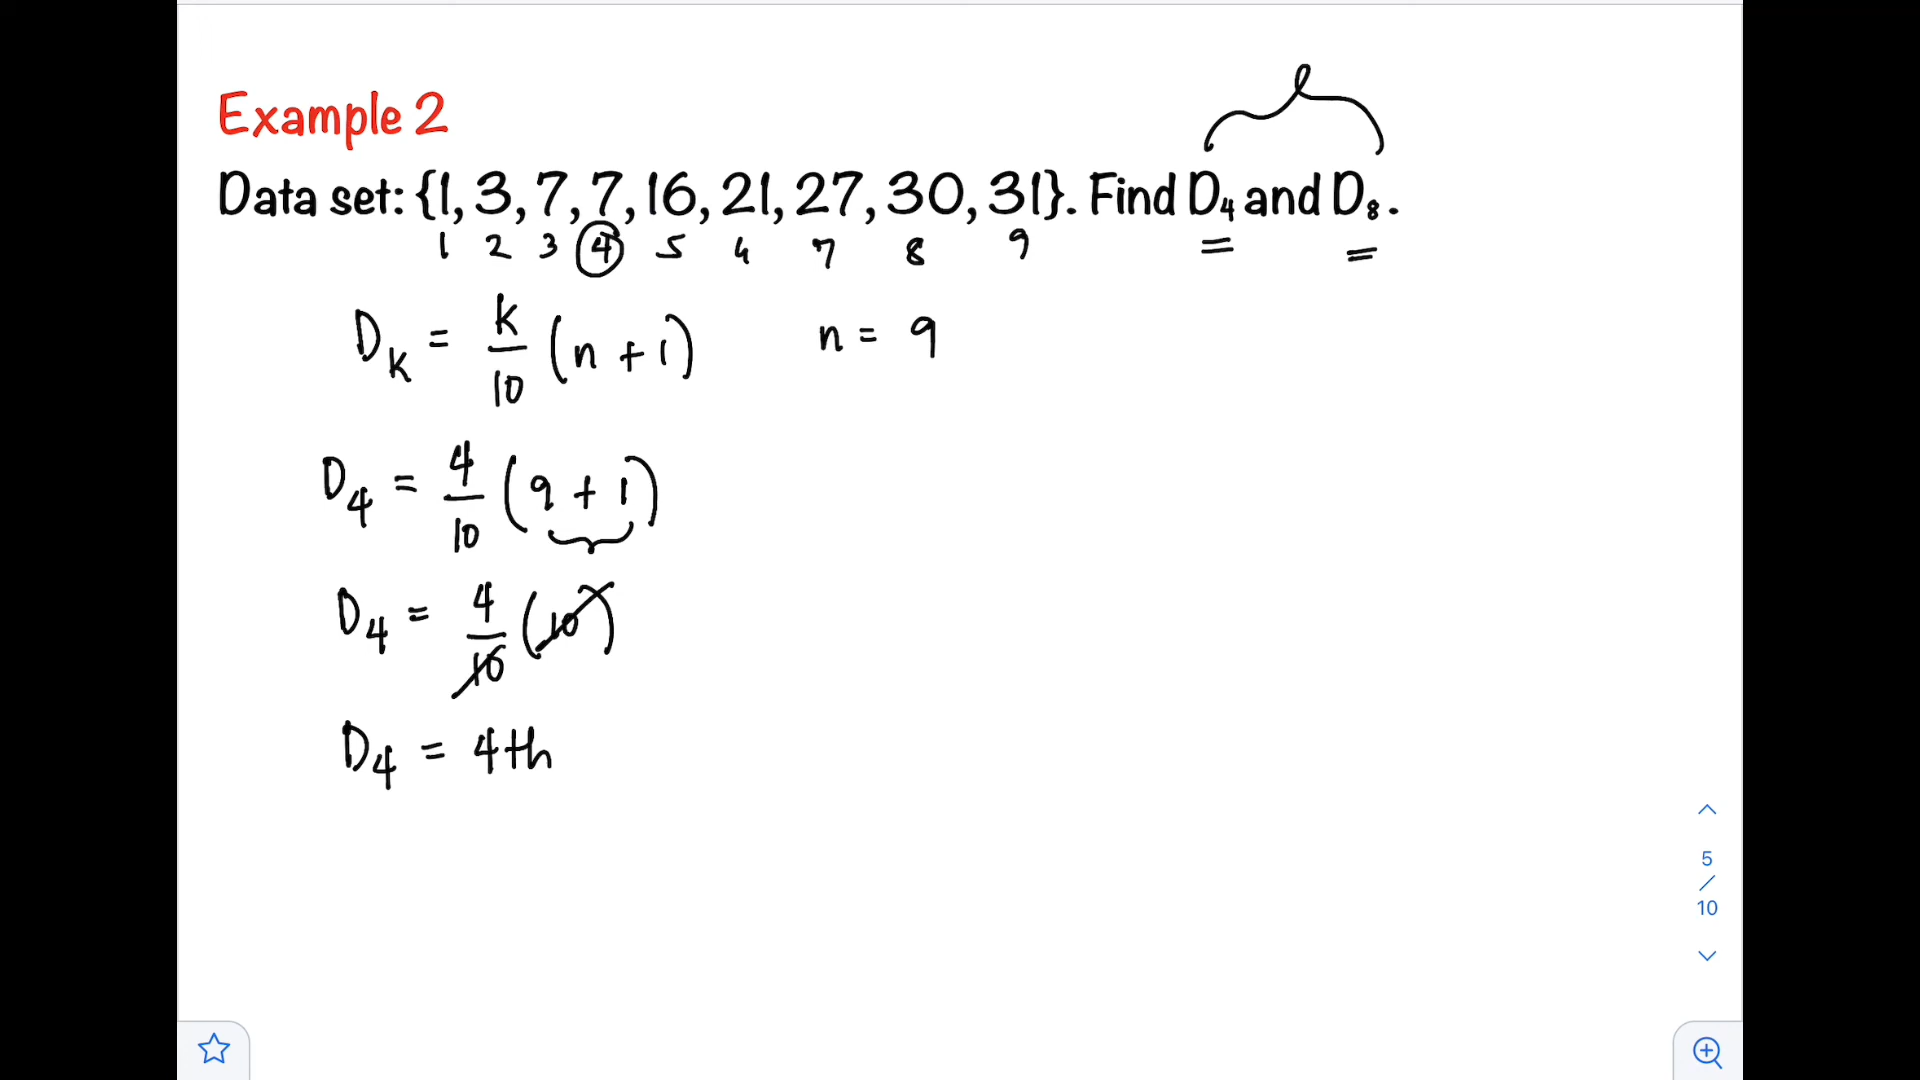 Example 2
Data set: {1, 3, 7, 7, 16, 21, 27, 30, 31}. Find D₄ and D₈.
1 2 3 4 5 6 7 8 9
Dₖ = k/10 (n + 1) n = 9
D₄ = 4/10 (9 + 1)
D₄ = 4/10 (10)
D₄ = 4th
5
/
10